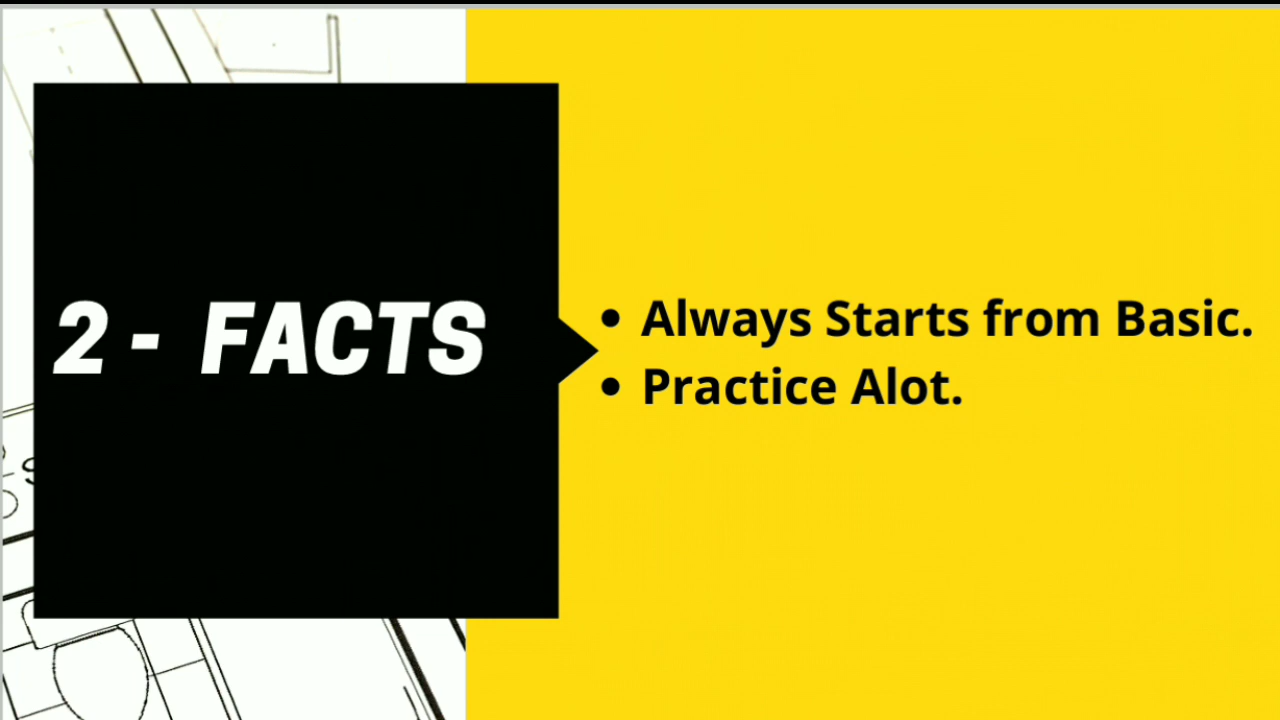 2 - FACTS
• Always Starts from Basic.
• Practice Alot.